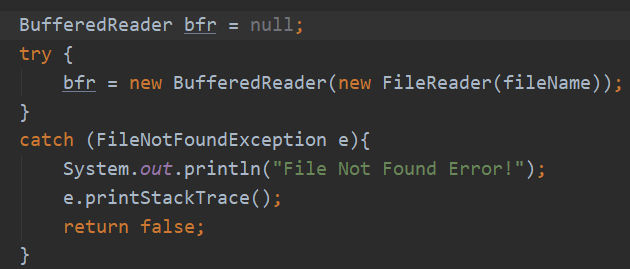 BufferedReader bfr = null;
try {
    bfr = new BufferedReader(new FileReader(fileName));
}
catch (FileNotFoundException e){
    System.out.println("File Not Found Error!");
    e.printStackTrace();
    return false;
}